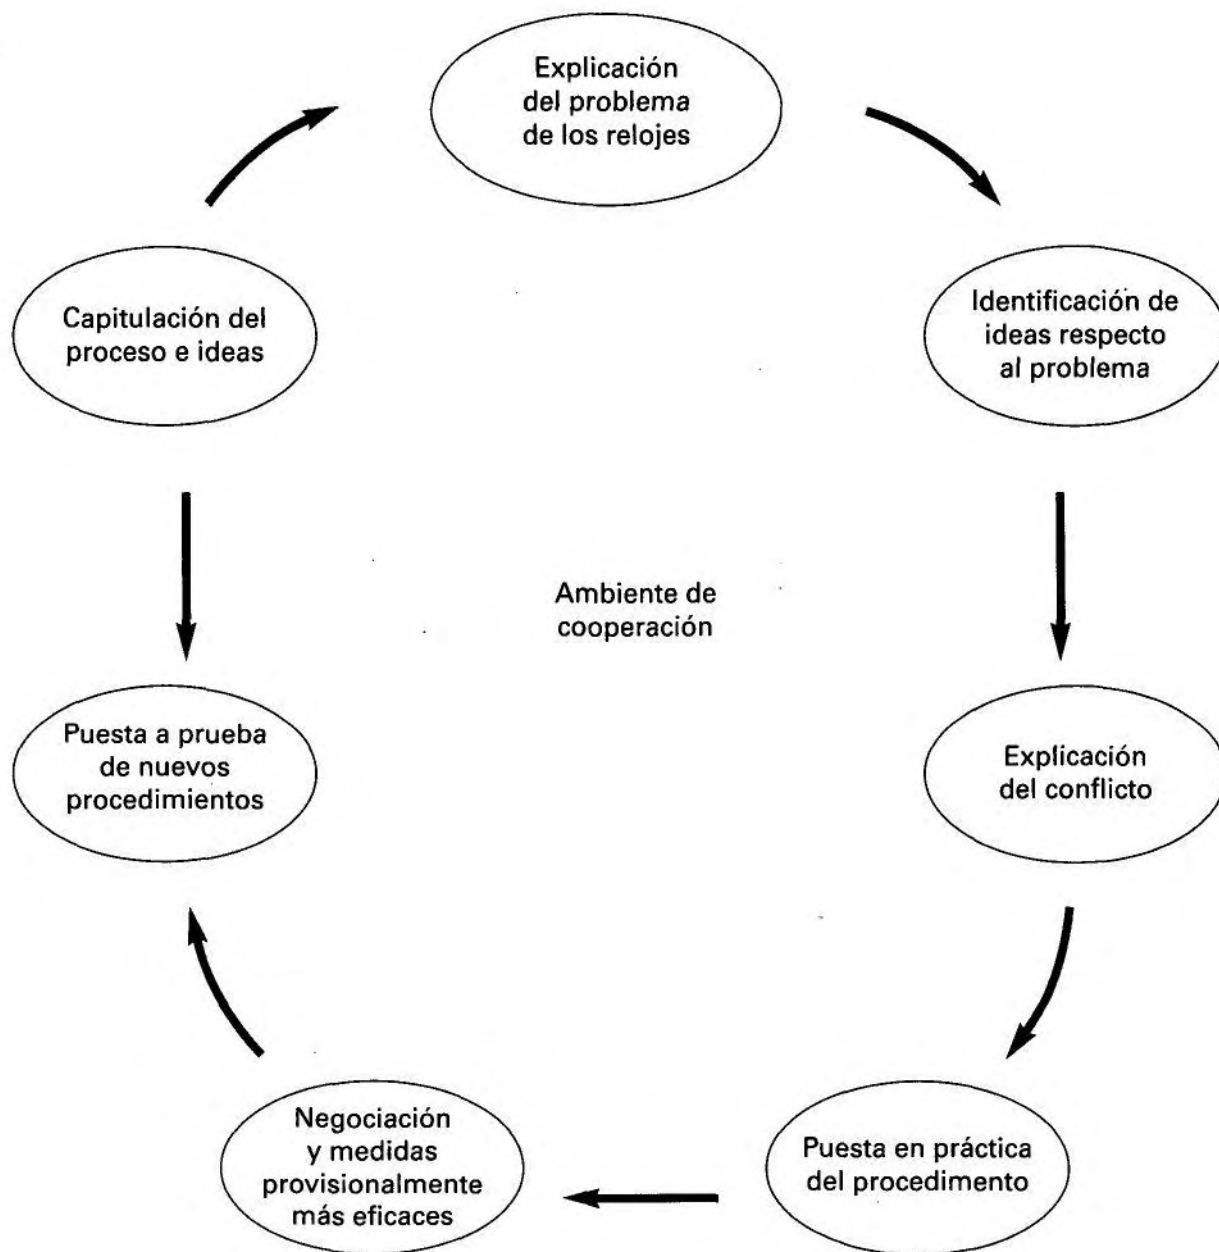 Explicación
del problema
de los relojes
Capitulación del
proceso e ideas
Identificación de
ideas respecto
al problema
Ambiente de
cooperación
Puesta a prueba
de nuevos
procedimientos
Explicación
del conflicto
Negociación
y medidas
provisionalmente
más eficaces
Puesta en práctica
del procedimento